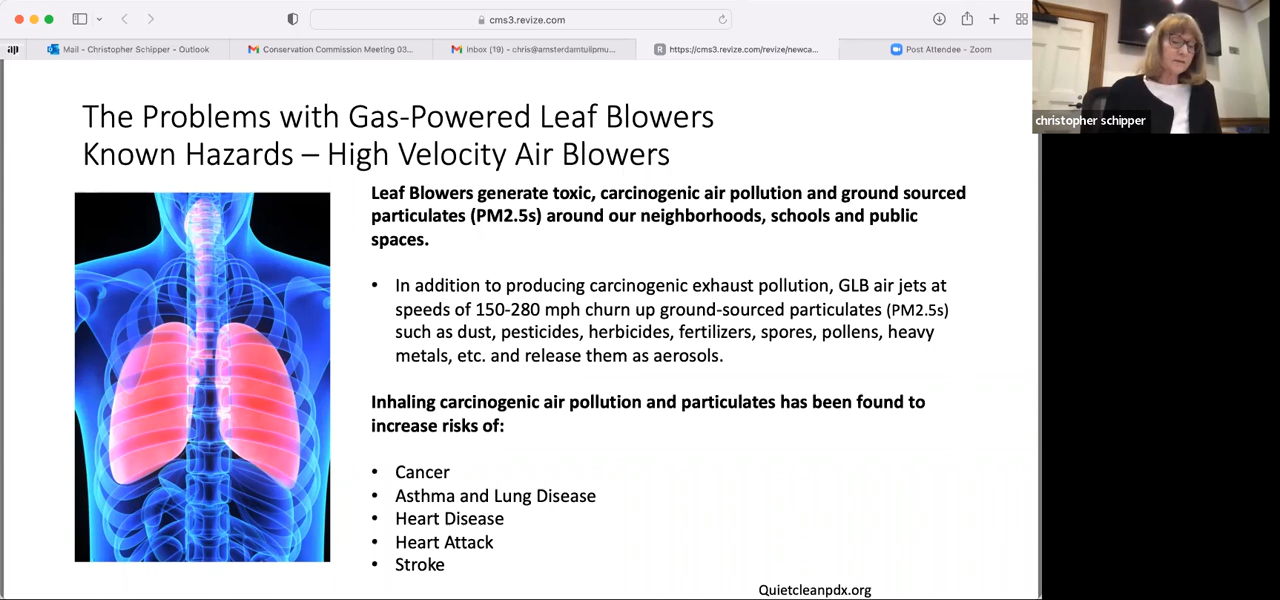 cms3.revize.com
ap
Mail - Christopher Schipper - Outlook
Conservation Commission Meeting 03...
Inbox (19) - chris@amsterdamtulipmu...
R
https://cms3.revize.com/revize/newca...
Post Attendee - Zoom
christopher schipper
The Problems with Gas-Powered Leaf Blowers
Known Hazards – High Velocity Air Blowers
Leaf Blowers generate toxic, carcinogenic air pollution and ground sourced
particulates (PM2.5s) around our neighborhoods, schools and public
spaces.
• In addition to producing carcinogenic exhaust pollution, GLB air jets at
speeds of 150-280 mph churn up ground-sourced particulates (PM2.5s)
such as dust, pesticides, herbicides, fertilizers, spores, pollens, heavy
metals, etc. and release them as aerosols.
Inhaling carcinogenic air pollution and particulates has been found to
increase risks of:
• Cancer
• Asthma and Lung Disease
• Heart Disease
• Heart Attack
• Stroke
Quietcleanpdx.org